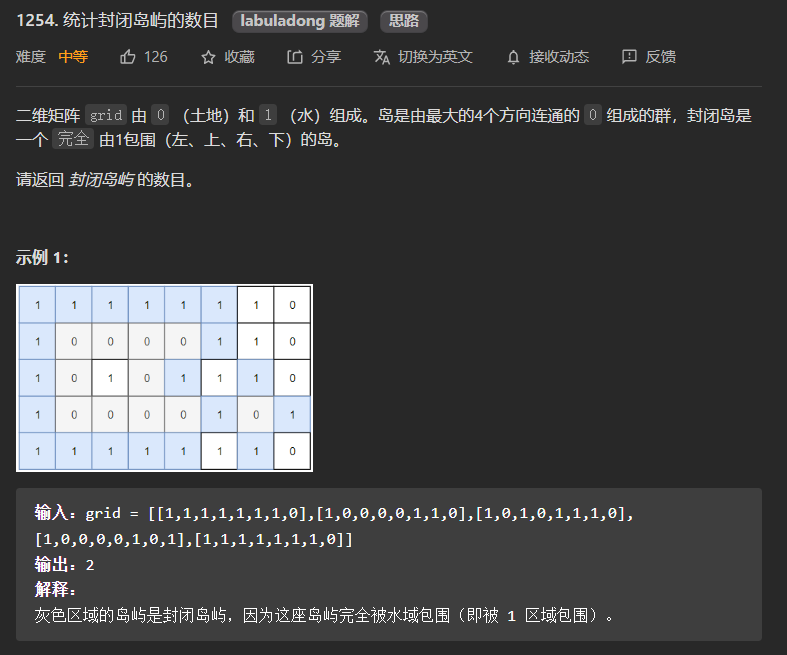 1254. 统计封闭岛屿的数目 labuladong 题解 思路
难度 中等 126 收藏 分享 切换为英文 接收动态 反馈
二维矩阵 grid 由 0 （土地）和 1 （水）组成。岛是由最大的4个方向连通的 0 组成的群，封闭岛是
一个 完全 由1包围（左、上、右、下）的岛。
请返回 封闭岛屿 的数目。
示例 1：
1 1 1 1 1 1 1 0
1 0 0 0 0 1 1 0
1 0 1 0 1 1 1 0
1 0 0 0 0 1 0 1
1 1 1 1 1 1 1 0
输入：grid = [[1,1,1,1,1,1,1,0],[1,0,0,0,0,1,1,0],[1,0,1,0,1,1,1,0],
[1,0,0,0,0,1,0,1],[1,1,1,1,1,1,1,0]]
输出：2
解释：
灰色区域的岛屿是封闭岛屿，因为这座岛屿完全被水域包围（即被 1 区域包围）。